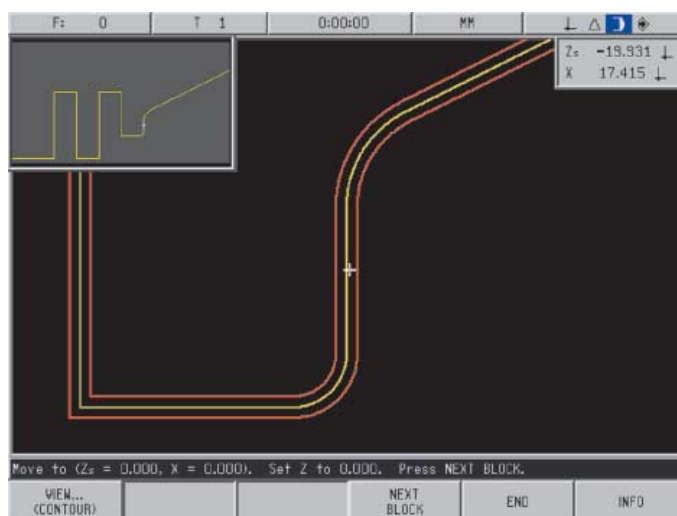 F: 0 T 1 0:00:00 MM
Zs -19.931
X 17.415
Move to (Zs = 0.000, X = 0.000). Set Z to 0.000. Press NEXT BLOCK.
VIEW...
(CONTOUR)
NEXT
BLOCK
END
INFO